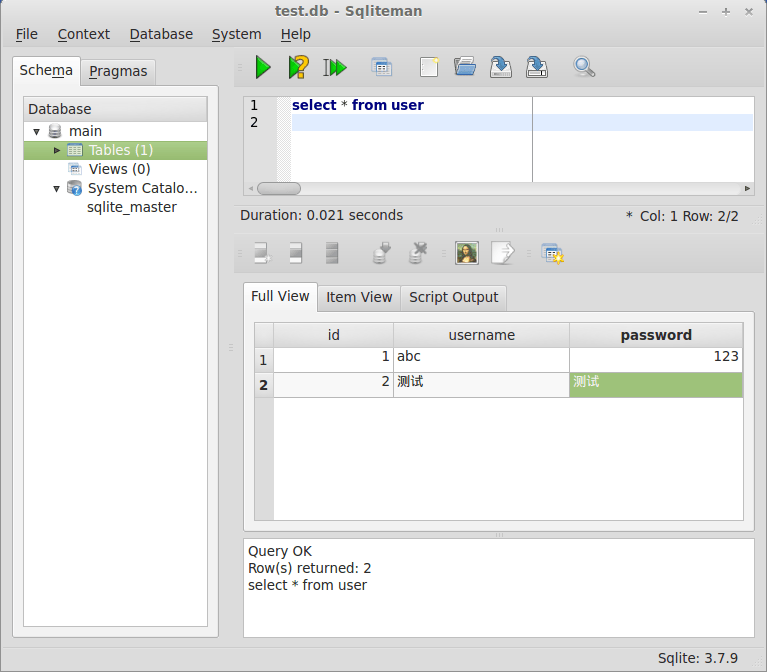 test.db - Sqliteman
File Context Database System Help
Schema Pragmas
Database
main
Tables (1)
Views (0)
System Catalo...
sqlite_master
1 select * from user
2
Duration: 0.021 seconds * Col: 1 Row: 2/2
Full View Item View Script Output
id username password
1 1 abc 123
2 2 测试 测试
Query OK
Row(s) returned: 2
select * from user
Sqlite: 3.7.9